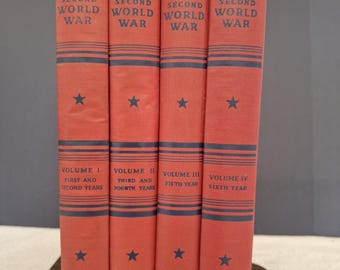 SECOND
WORLD
WAR
VOLUME I
FIRST AND
SECOND YEARS
SECOND
WORLD
WAR
VOLUME II
THIRD AND
FOURTH YEARS
SECOND
WORLD
WAR
VOLUME III
FIFTH YEAR
SECOND
WORLD
WAR
VOLUME IV
SIXTH YEAR